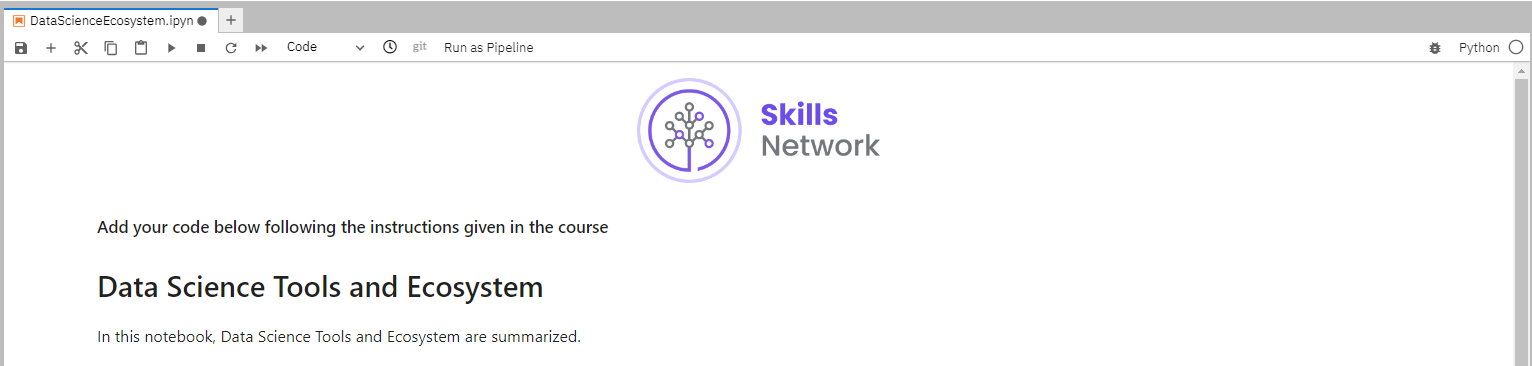 DataScienceEcosystem.ipyn
Code git Run as Pipeline Python
Skills
Network
Add your code below following the instructions given in the course
Data Science Tools and Ecosystem
In this notebook, Data Science Tools and Ecosystem are summarized.